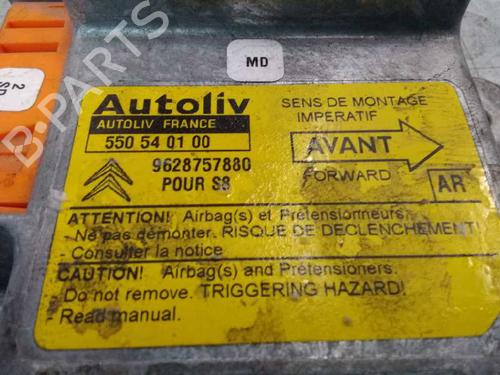 MD
Autoliv
AUTOLIV FRANCE
550 54 01 00
9628757880
POUR S8
SENS DE MONTAGE
IMPERATIF
AVANT
FORWARD
AR
ATTENTION! Airbag(s) et Prétensionneurs.
- Ne pas démonter. RISQUE DE DECLENCHEMENT!
- Consulter la notice
CAUTION! Airbag(s) and Pretensioners.
- Do not remove. TRIGGERING HAZARD!
- Read manual.
B-PARTS